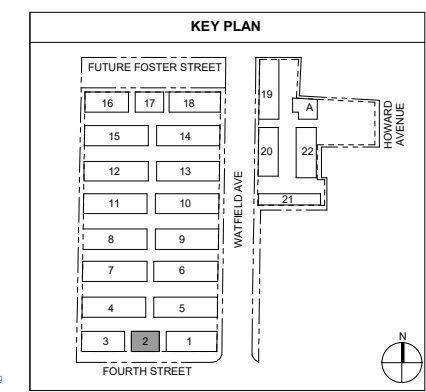 KEY PLAN
FUTURE FOSTER STREET
16 17 18
15 14
12 13
11 10
8 9
7 6
4 5
3 2 1
FOURTH STREET
WATFIELD AVE
19
A
20 22
21
HOWARD
AVENUE
N